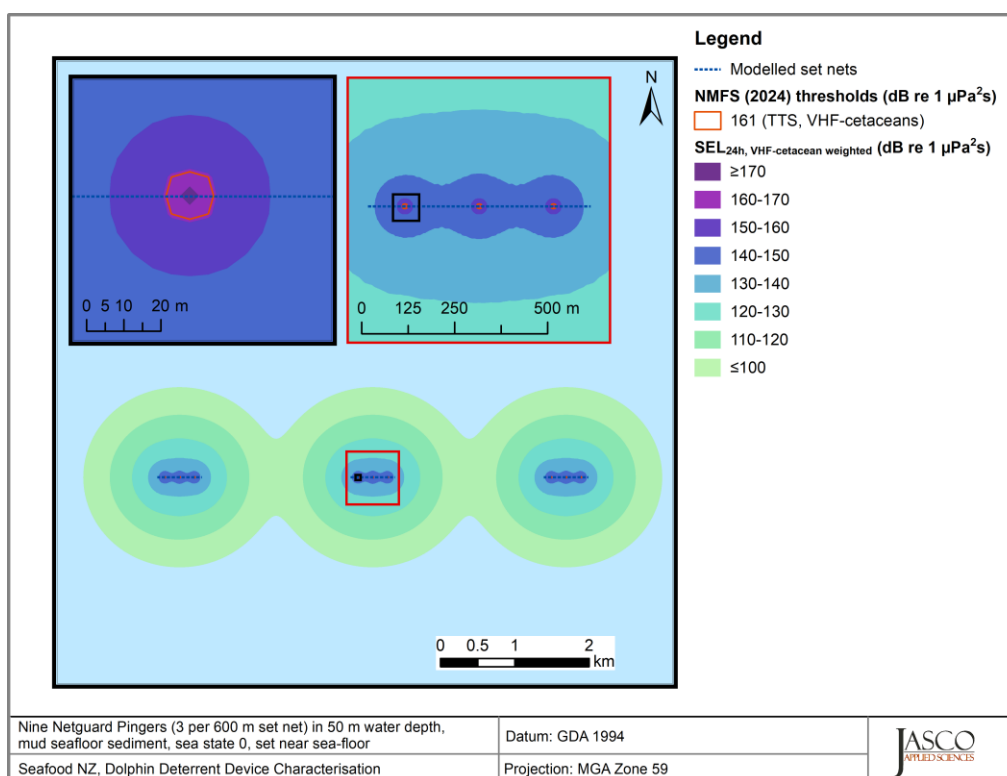 Legend
Modelled set nets
NMFS (2024) thresholds (dB re 1 µPa²s)
161 (TTS, VHF-cetaceans)
SEL24h, VHF-cetacean weighted (dB re 1 µPa²s)
≥170
160-170
150-160
140-150
130-140
120-130
110-120
≤100
N
0 5 10 20 m
0 125 250 500 m
0 0.5 1 2
km
Nine Netguard Pingers (3 per 600 m set net) in 50 m water depth,
mud seafloor sediment, sea state 0, set near sea-floor
Datum: GDA 1994
Seafood NZ, Dolphin Deterrent Device Characterisation
Projection: MGA Zone 59
JASCO
APPLIED SCIENCES